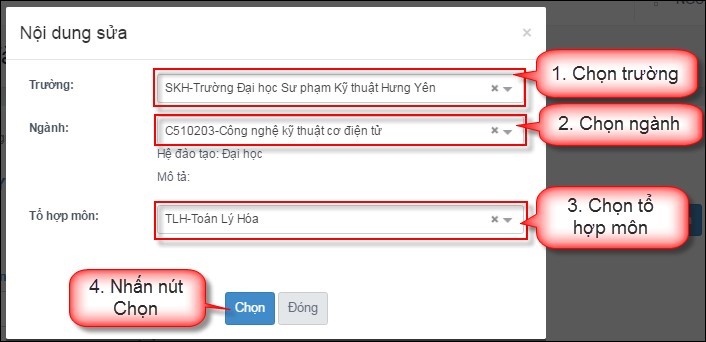 Nội dung sửa
×
Trường:
SKH-Trường Đại học Sư phạm Kỹ thuật Hưng Yên
1. Chọn trường
Ngành:
C510203-Công nghệ kỹ thuật cơ điện tử
2. Chọn ngành
Hệ đào tạo: Đại học
Mô tả:
Tổ hợp môn:
TLH-Toán Lý Hóa
3. Chọn tổ
hợp môn
4. Nhấn nút
Chọn
Chọn
Đóng